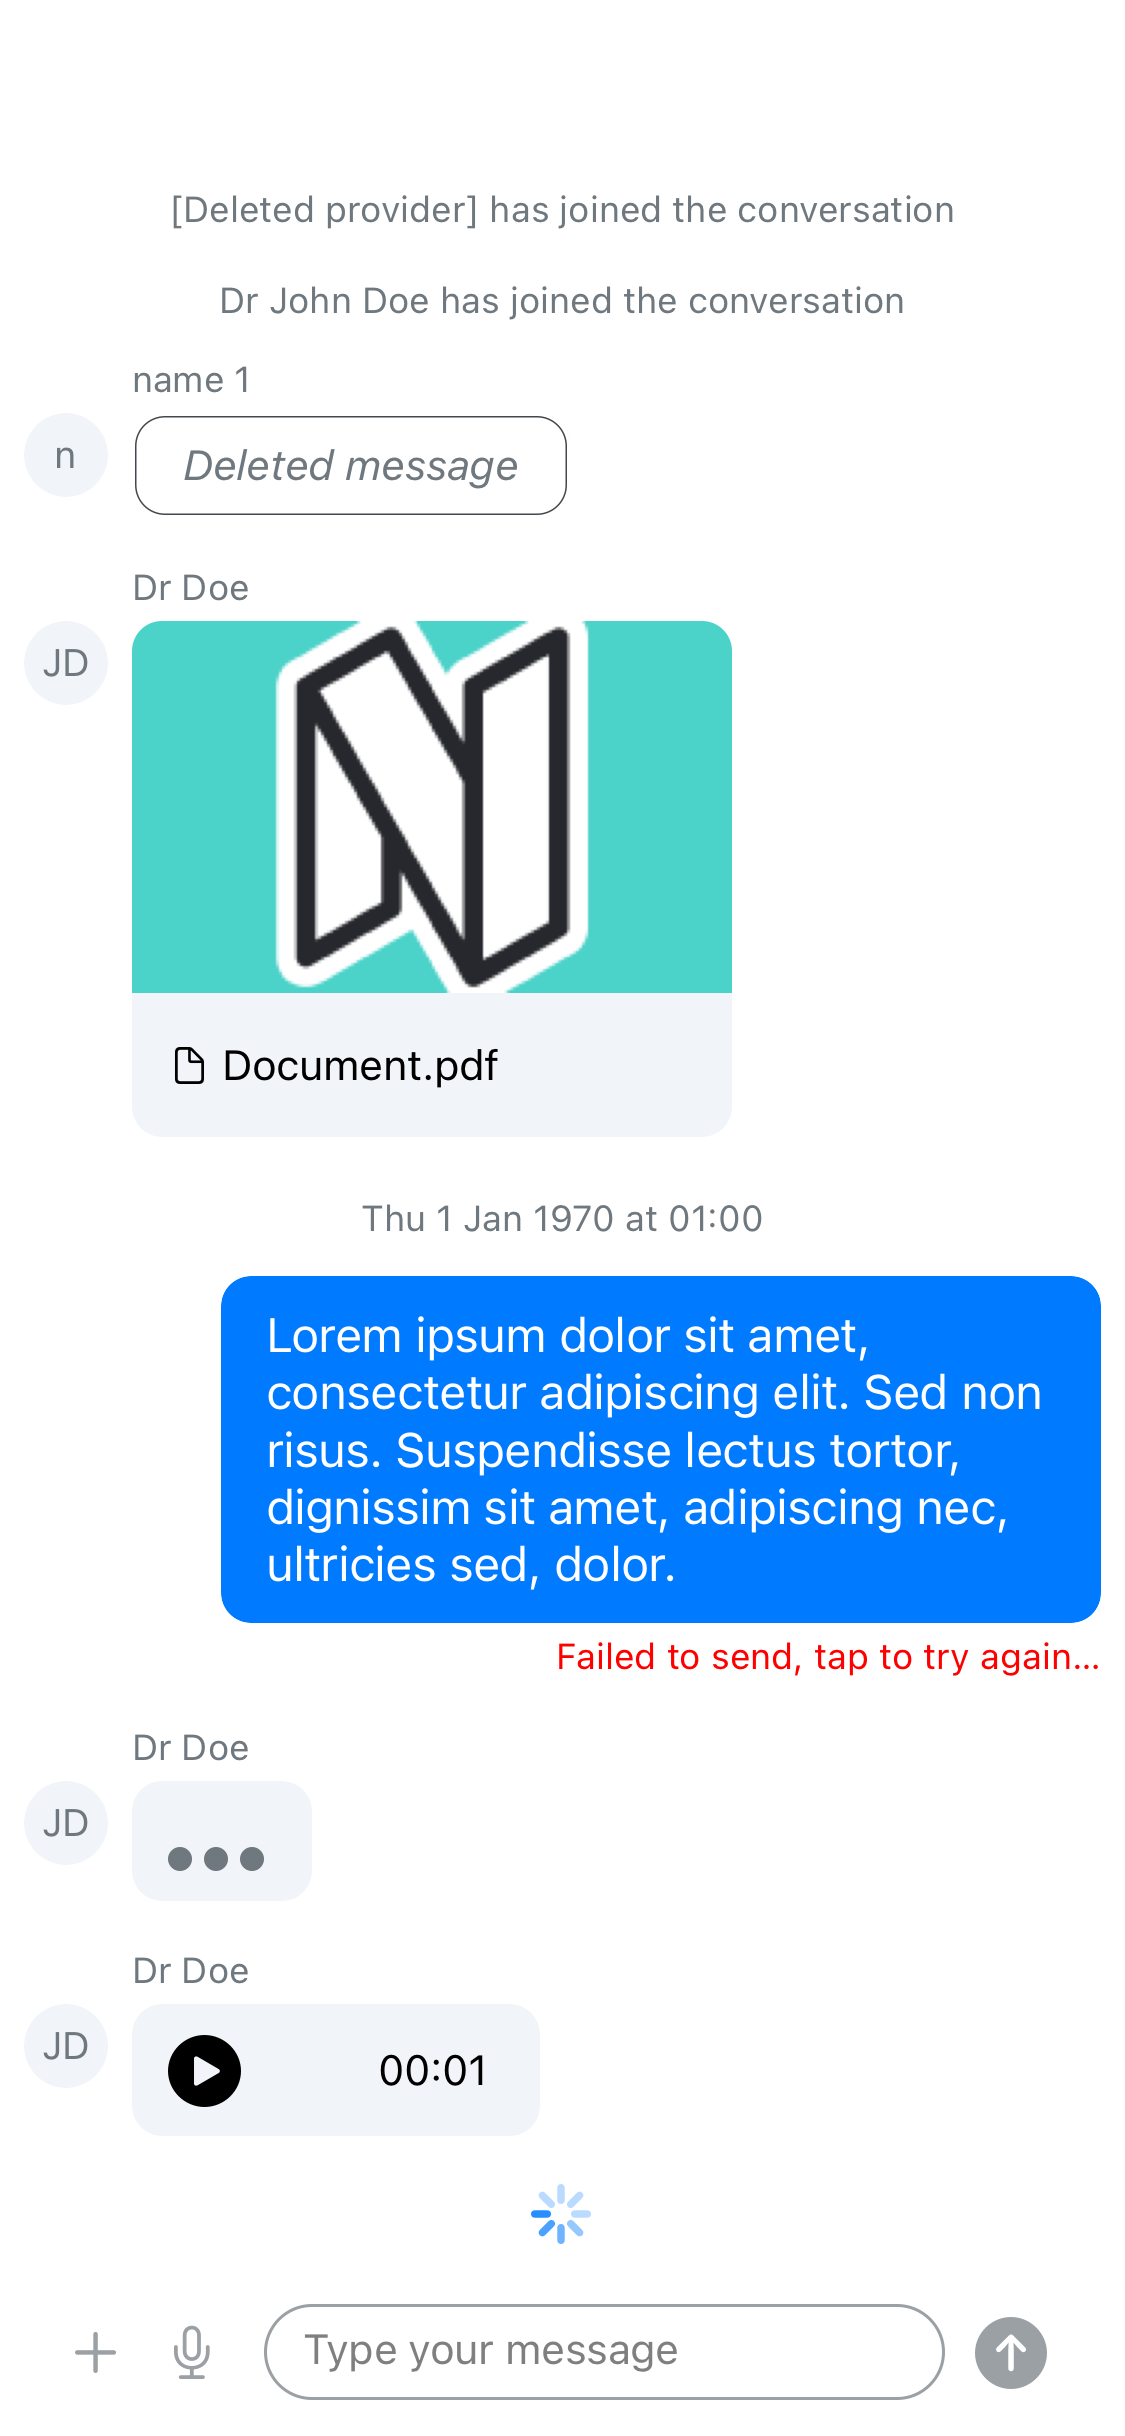 [Deleted provider] has joined the conversation
Dr John Doe has joined the conversation
name 1
n
Deleted message
Dr Doe
JD
N
Document.pdf
Thu 1 Jan 1970 at 01:00
Lorem ipsum dolor sit amet,
consectetur adipiscing elit. Sed non
risus. Suspendisse lectus tortor,
dignissim sit amet, adipiscing nec,
ultricies sed, dolor.
Failed to send, tap to try again...
Dr Doe
JD
Dr Doe
JD
00:01
Type your message